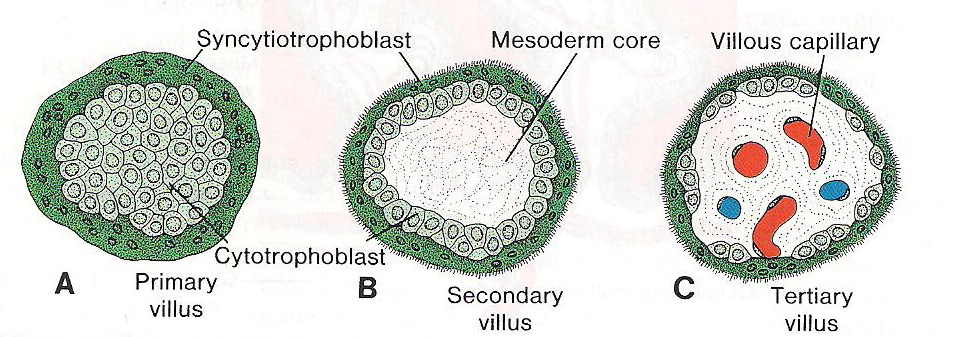 Syncytiotrophoblast
Mesoderm core
Villous capillary
Cytotrophoblast
A
Primary
villus
B
Secondary
villus
C
Tertiary
villus